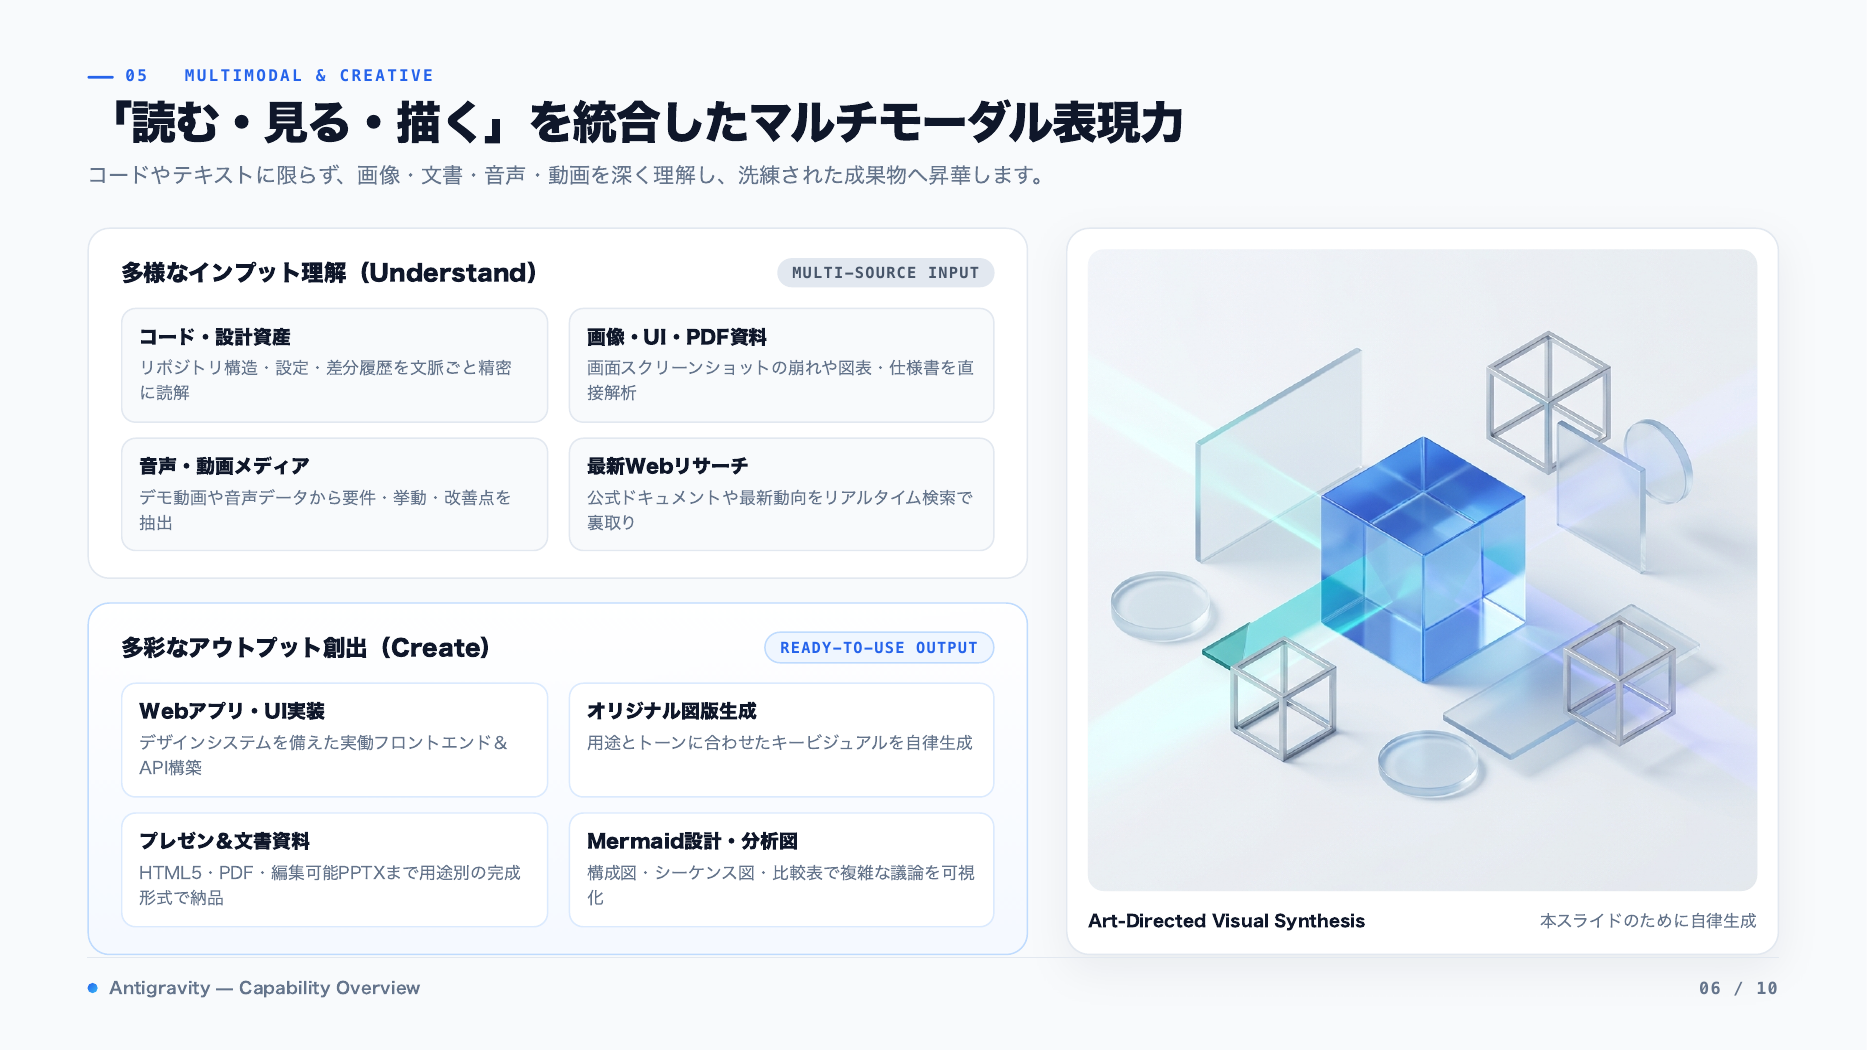 05 MULTIMODAL & CREATIVE
「読む・見る・描く」を統合したマルチモーダル表現力
コードやテキストに限らず、画像・文書・音声・動画を深く理解し、洗練された成果物へ昇華します。
多様なインプット理解（Understand）
MULTI-SOURCE INPUT
コード・設計資産
リポジトリ構造・設定・差分履歴を文脈ごと精密
に読解
画像・UI・PDF資料
画面スクリーンショットの崩れや図表・仕様書を直
接解析
音声・動画メディア
デモ動画や音声データから要件・挙動・改善点を
抽出
最新Webリサーチ
公式ドキュメントや最新動向をリアルタイム検索で
裏取り
多彩なアウトプット創出（Create）
READY-TO-USE OUTPUT
Webアプリ・UI実装
デザインシステムを備えた実働フロントエンド＆
API構築
オリジナル図版生成
用途とトーンに合わせたキービジュアルを自律生成
プレゼン＆文書資料
HTML5・PDF・編集可能PPTXまで用途別の完成
形式で納品
Mermaid設計・分析図
構成図・シーケンス図・比較表で複雑な議論を可視
化
Art-Directed Visual Synthesis
本スライドのために自律生成
Antigravity — Capability Overview
06 / 10